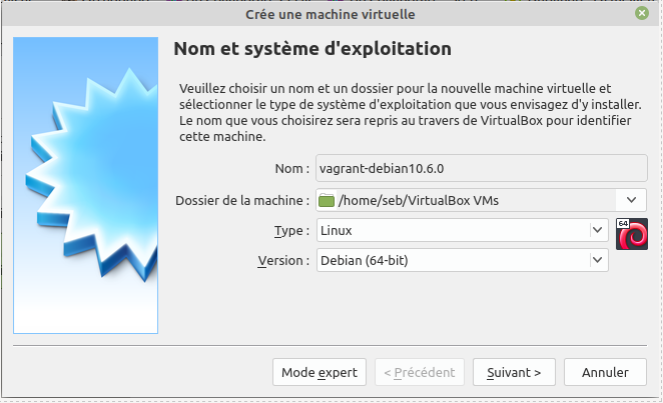 Crée une machine virtuelle
Nom et système d'exploitation
Veuillez choisir un nom et un dossier pour la nouvelle machine virtuelle et
sélectionner le type de système d'exploitation que vous envisagez d'y installer.
Le nom que vous choisirez sera repris au travers de VirtualBox pour identifier
cette machine.
Nom : vagrant-debian10.6.0
Dossier de la machine : /home/seb/VirtualBox VMs
Type : Linux
64
Version : Debian (64-bit)
Mode expert < Précédent Suivant > Annuler